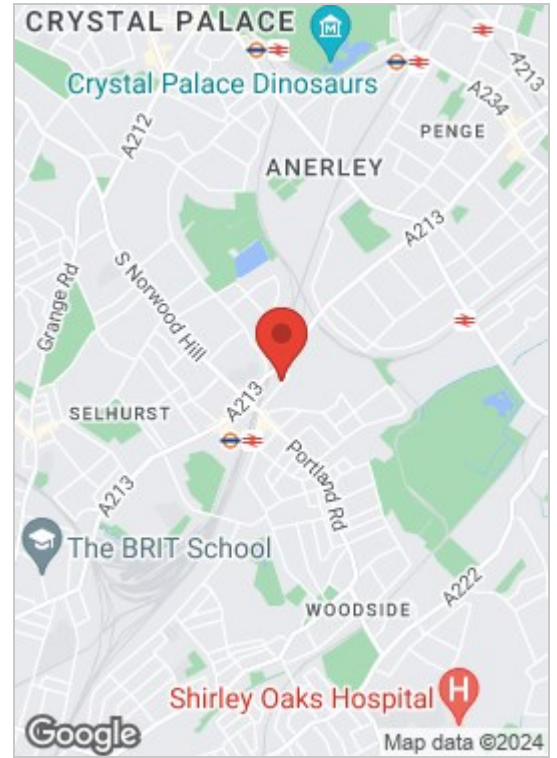 CRYSTAL PALACE
Crystal Palace Dinosaurs
A213
A234
A212
PENGE
ANERLEY
A213
Grange Rd
S Norwood Hill
A213
SELHURST
Portland Rd
A213
The BRIT School
A222
WOODSIDE
Shirley Oaks Hospital
H
Google
Map data ©2024